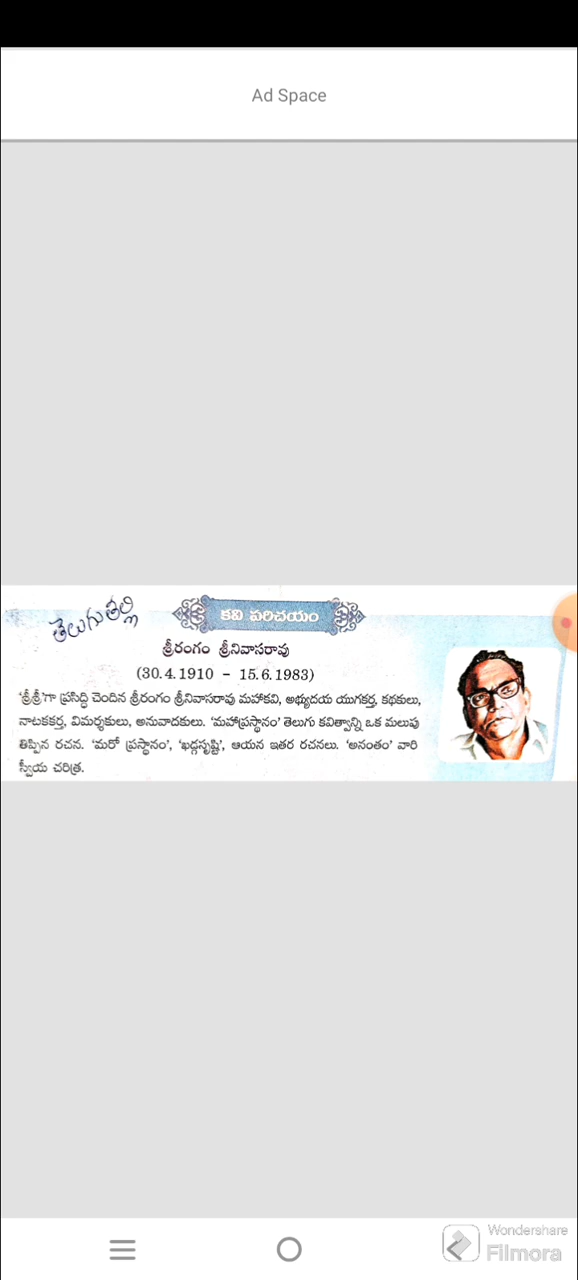 Ad Space
తెలుగుతల్లి
కవి పరిచయం
శ్రీరంగం శ్రీనివాసరావు
(30.4.1910 – 15.6.1983)
'శ్రీశ్రీ'గా ప్రసిద్ధి చెందిన శ్రీరంగం శ్రీనివాసరావు మహాకవి, అభ్యుదయ యుగకర్త, కథకులు,
నాటకకర్త, విమర్శకులు, అనువాదకులు. 'మహాప్రస్థానం' తెలుగు కవిత్వాన్ని ఒక మలుపు
తిప్పిన రచన. 'మరో ప్రస్థానం', 'ఖడ్గసృష్టి', ఆయన ఇతర రచనలు. 'అనంతం' వారి
స్వీయ చరిత్ర.
Wondershare
Filmora